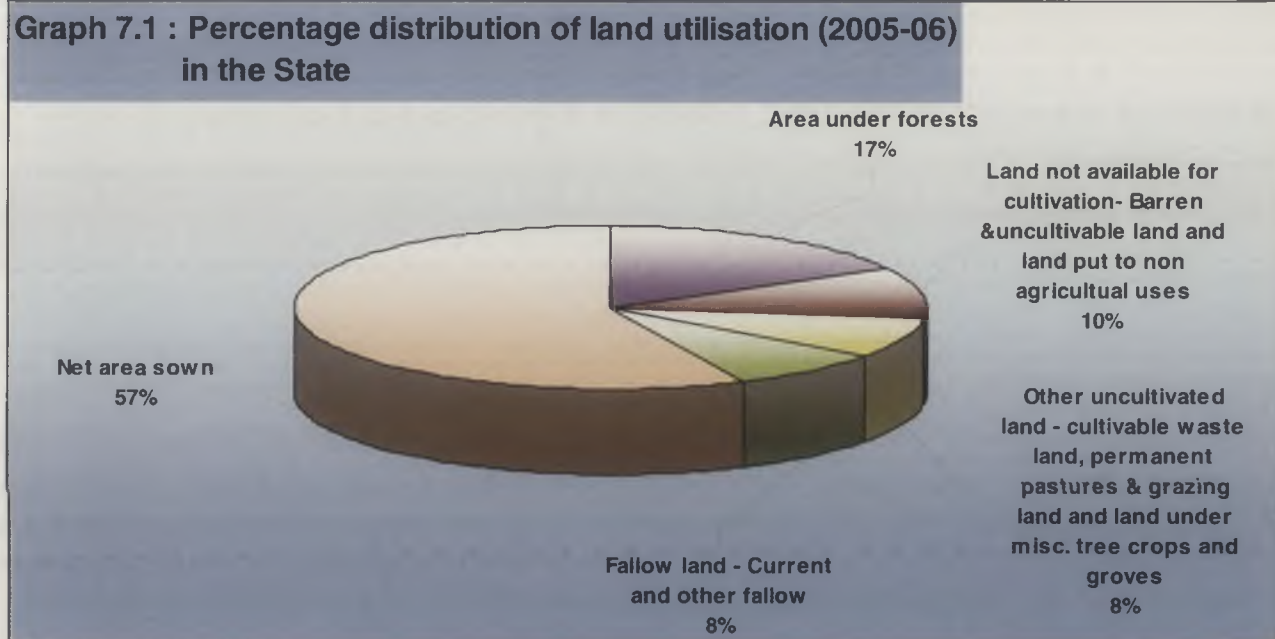 Graph 7.1 : Percentage distribution of land utilisation (2005-06)
in the State
Area under forests
17%
Land not available for
cultivation- Barren
&uncultivable land and
land put to non
agricultual uses
10%
Net area sown
57%
Other uncultivated
land - cultivable waste
land, permanent
pastures & grazing
land and land under
misc. tree crops and
groves
8%
Fallow land - Current
and other fallow
8%